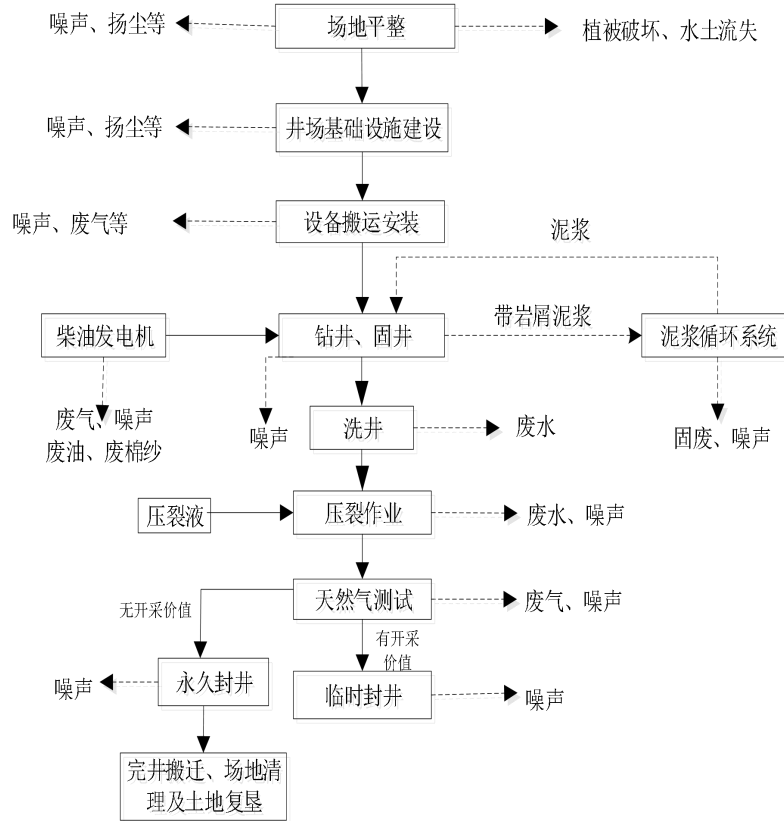 噪声、扬尘等
场地平整
植被破坏、水土流失
噪声、扬尘等
井场基础设施建设
噪声、废气等
设备搬运安装
泥浆
柴油发电机
钻井、固井
带岩屑泥浆
泥浆循环系统
废气、噪声
废油、废棉纱
噪声
洗井
废水
固废、噪声
压裂液
压裂作业
废水、噪声
无开采价值
天然气测试
废气、噪声
有开采
价值
噪声
永久封井
临时封井
噪声
完井搬迁、场地清
理及土地复垦